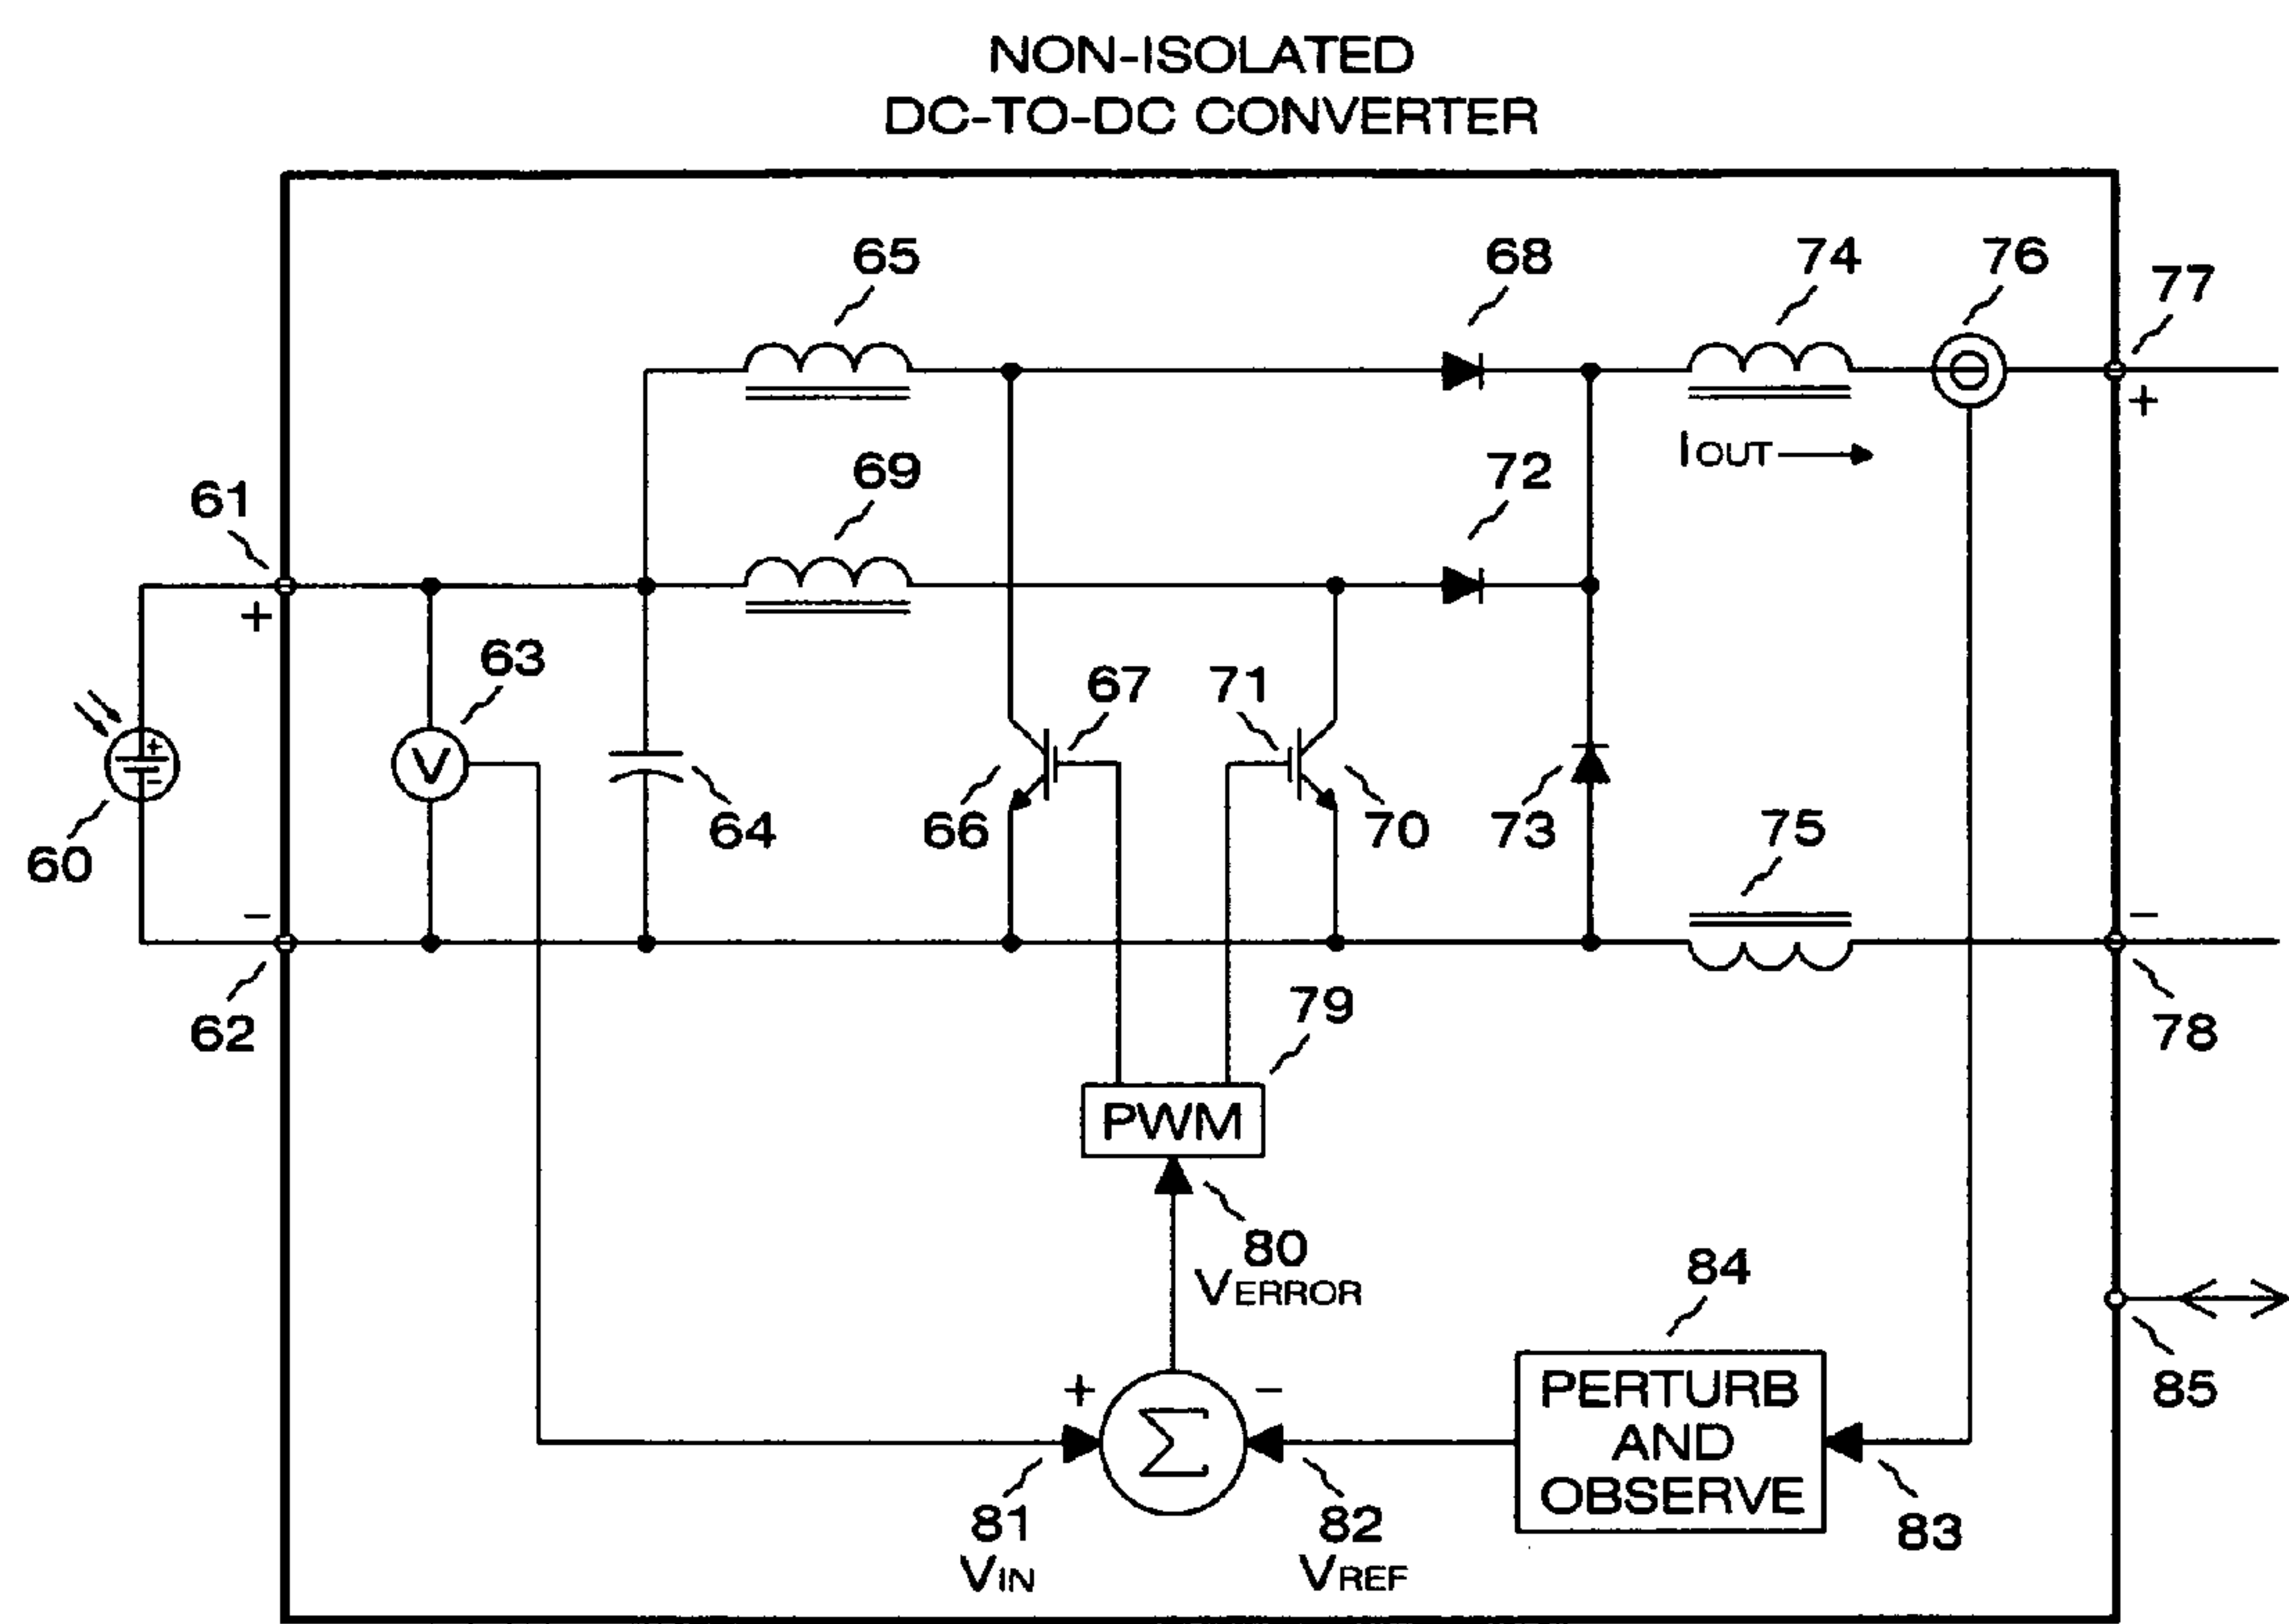 NON-ISOLATED
DC-TO-DC CONVERTER
65
68
74
76
77
+
IOUT
69
72
61
+
63
67
71
+
-
V
60
66
64
70
73
75
-
-
62
79
78
PWM
80
VERROR
84
+
-
Σ
PERTURB
AND
OBSERVE
85
81
VIN
82
VREF
83